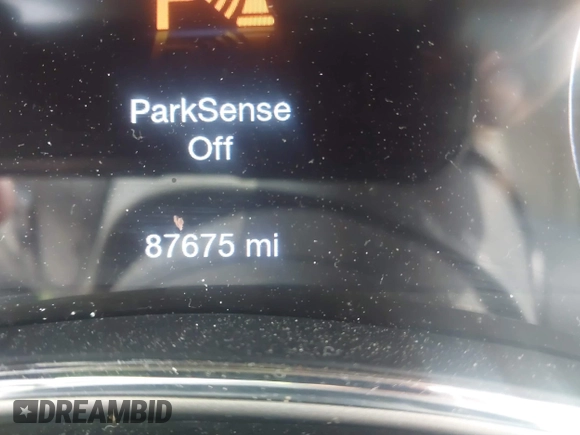 ParkSense
Off
87675 mi
DREAMBID